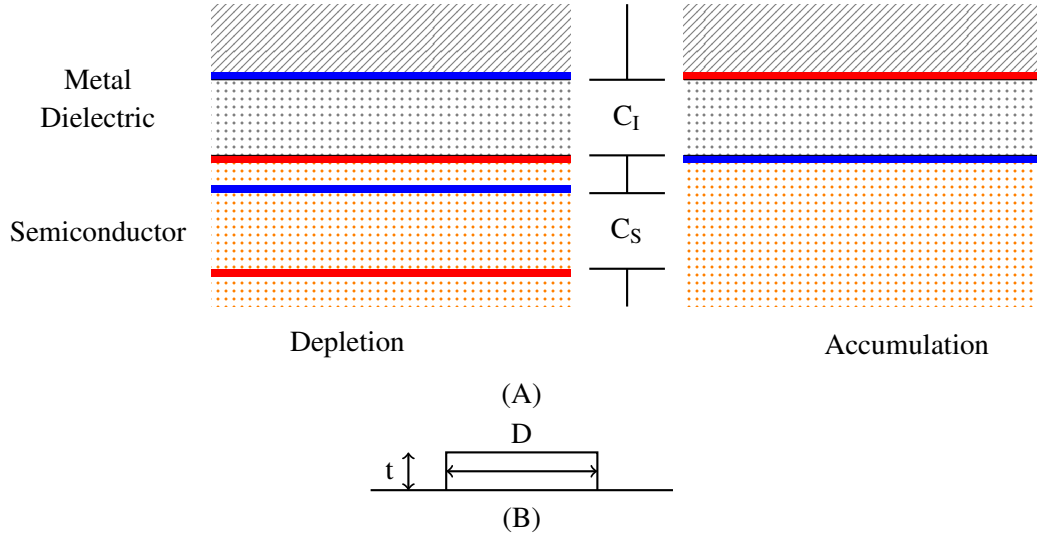 Metal
Dielectric
C_I
Semiconductor
C_S
Depletion
Accumulation
(A)
D
t
(B)